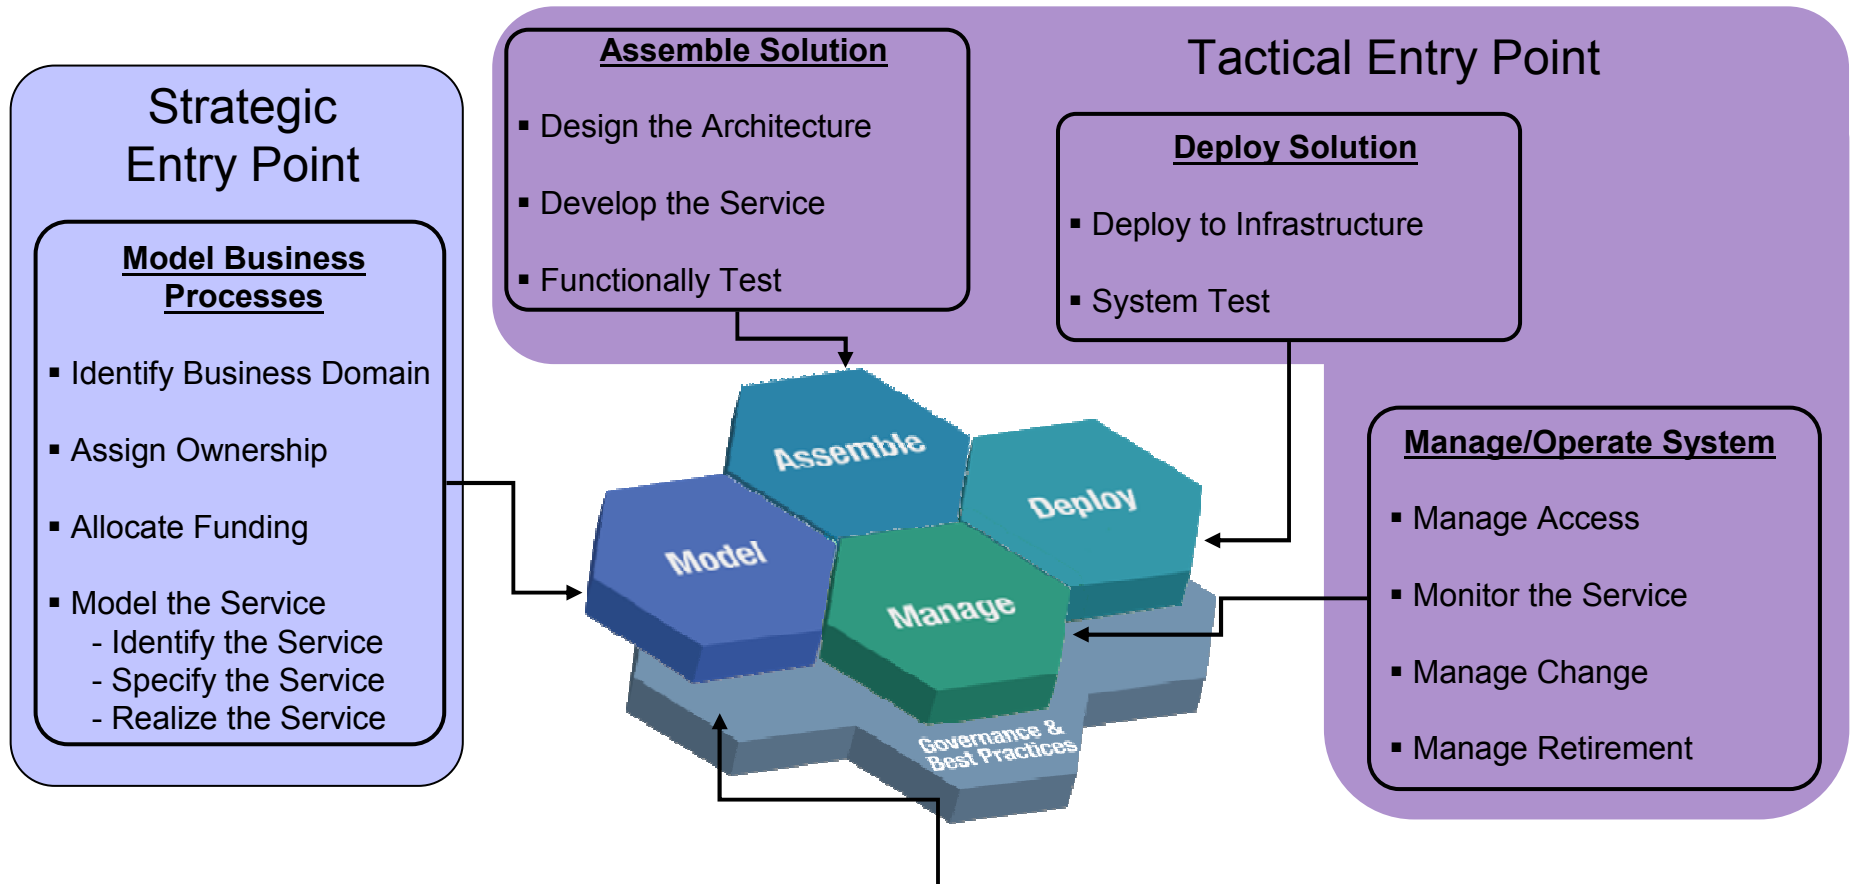 Strategic
Entry Point
Model Business
Processes
▪ Identify Business Domain
▪ Assign Ownership
▪ Allocate Funding
▪ Model the Service
- Identify the Service
- Specify the Service
- Realize the Service
Tactical Entry Point
Assemble Solution
▪ Design the Architecture
▪ Develop the Service
▪ Functionally Test
Deploy Solution
▪ Deploy to Infrastructure
▪ System Test
Manage/Operate System
▪ Manage Access
▪ Monitor the Service
▪ Manage Change
▪ Manage Retirement
Assemble
Deploy
Model
Manage
Governance &
Best Practices